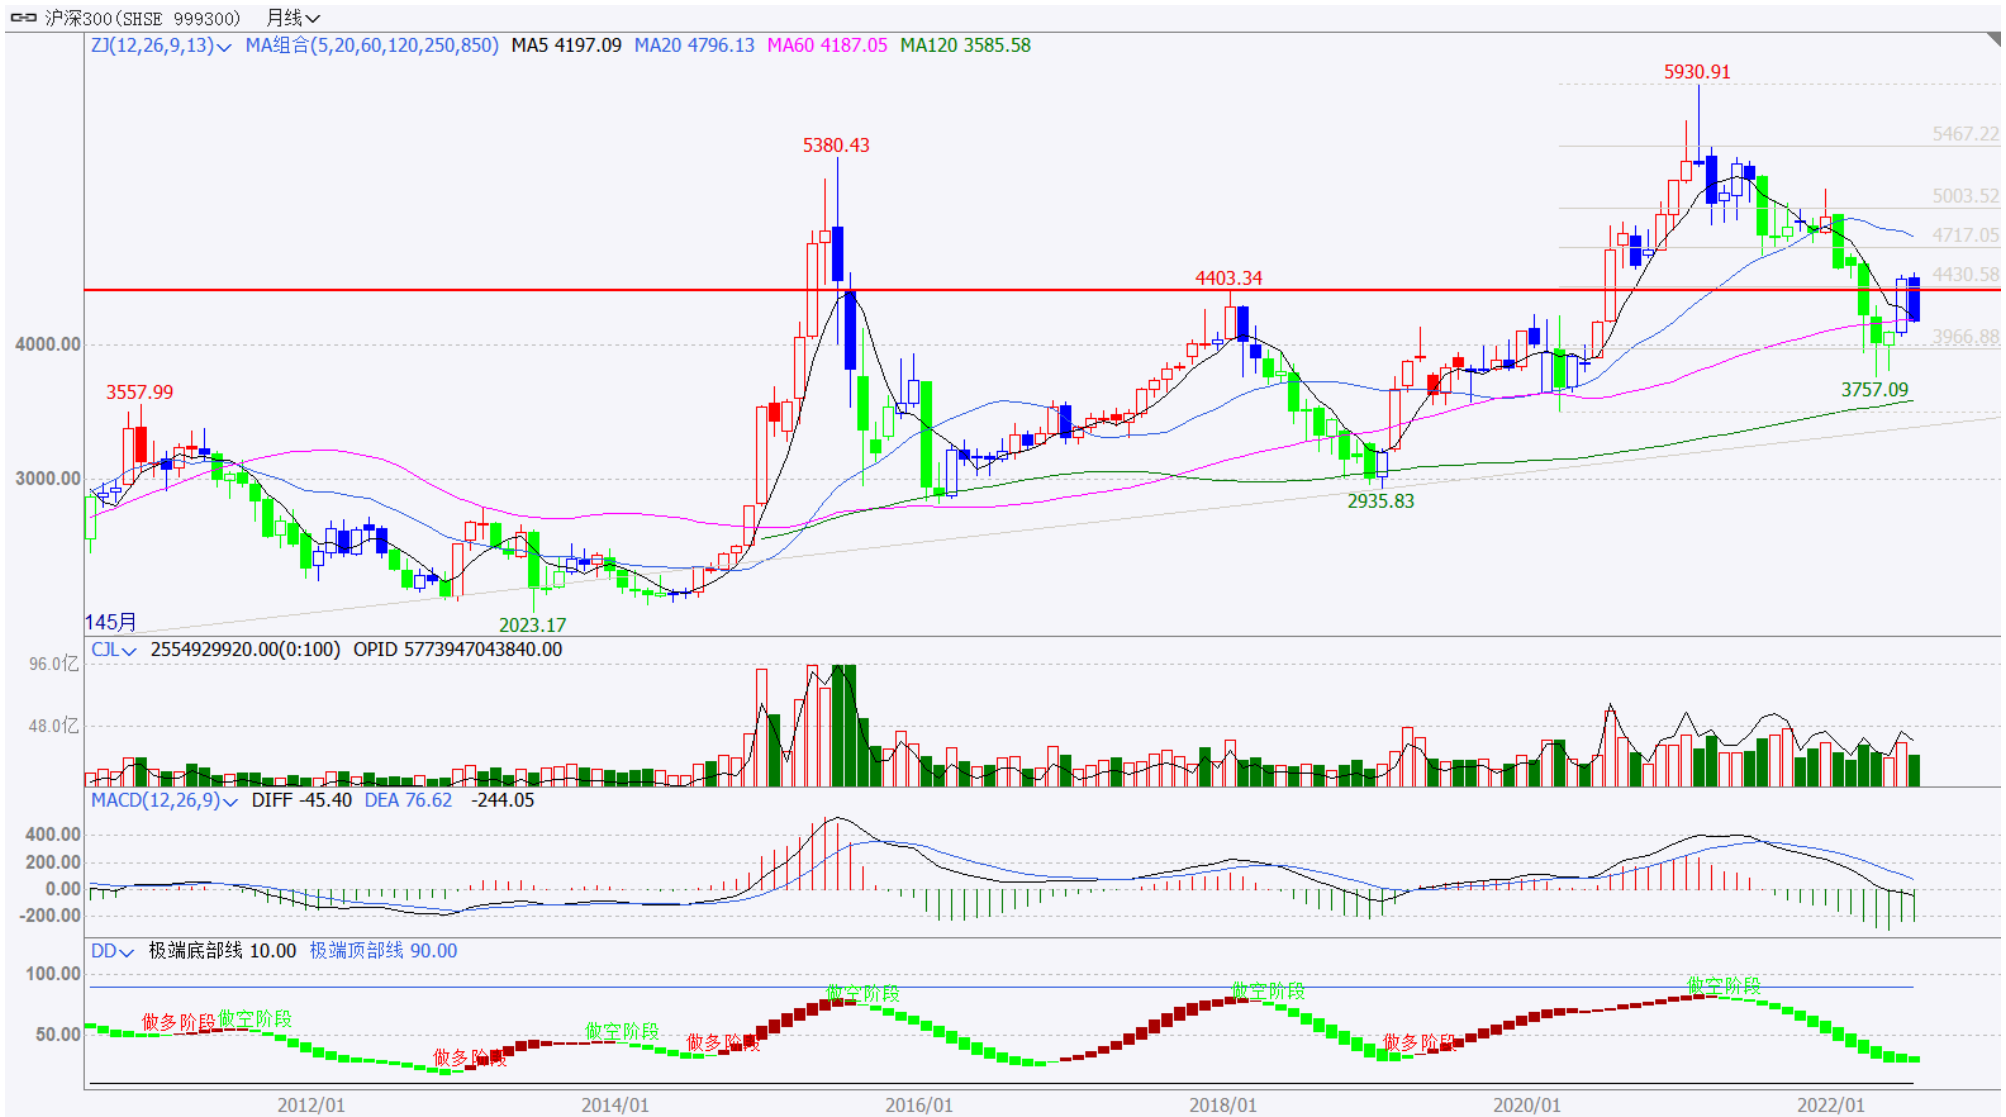 沪深300(SHSE 999300) 月线
ZJ(12,26,9,13) MA组合(5,20,60,120,250,850) MA5 4197.09 MA20 4796.13 MA60 4187.05 MA120 3585.58
5930.91
5467.22
5380.43
5003.52
4717.05
4430.58
4403.34
4000.00
3966.88
3757.09
3557.99
3000.00
2935.83
2023.17
145月
CJL 2554929920.00(0:100) OPID 5773947043840.00
96.0亿
48.0亿
MACD(12,26,9) DIFF -45.40 DEA 76.62 -244.05
400.00
200.00
0.00
-200.00
DD 极端底部线 10.00 极端顶部线 90.00
100.00
做空阶段 做空阶段 做空阶段
做多阶段 做空阶段 做空阶段
50.00
做多阶段 做多阶段 做多阶段
2012/01 2014/01 2016/01 2018/01 2020/01 2022/01